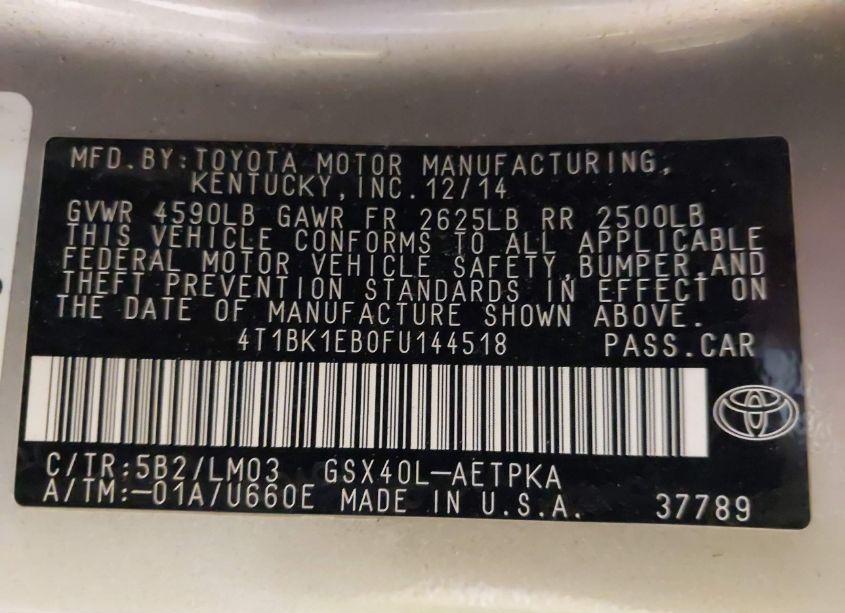 MFD.BY:TOYOTA MOTOR MANUFACTURING,
KENTUCKY,INC.12/14
GVWR 4590LB GAWR FR 2625LB RR 2500LB
THIS VEHICLE CONFORMS TO ALL APPLICABLE
FEDERAL MOTOR VEHICLE SAFETY,BUMPER,AND
THEFT PREVENTION STANDARDS IN EFFECT ON
THE DATE OF MANUFACTURE SHOWN ABOVE.
4T1BK1EB0FU144518 PASS.CAR
C/TR:5B2/LM03 GSX40L-AETPKA
A/TM:-01A/U660E MADE IN U.S.A. 37789